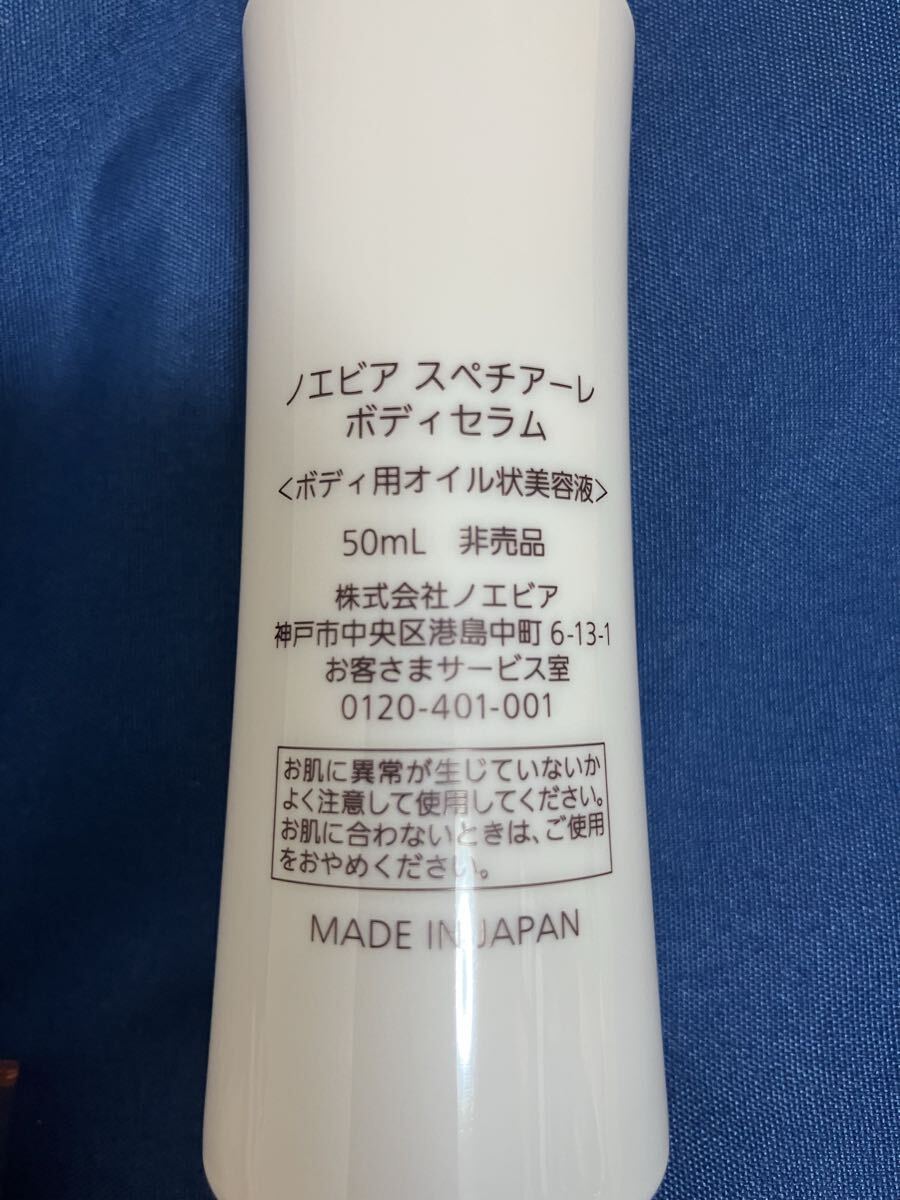 ノエビア スペチアーレ
ボディセラム
<ボディ用オイル状美容液>
50mL 非売品
株式会社ノエビア
神戸市中央区港島中町6-13-1
お客さまサービス室
0120-401-001
お肌に異常が生じていないか
よく注意して使用してください。
お肌に合わないときは、ご使用
をおやめください。
MADE IN JAPAN